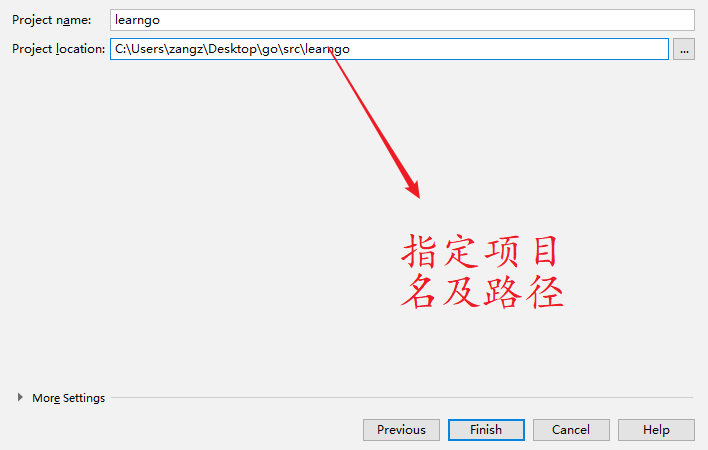 Project name: learngo
Project location: C:\Users\zangz\Desktop\go\src\learngo ...
指定项目
名及路径
More Settings
Previous Finish Cancel Help